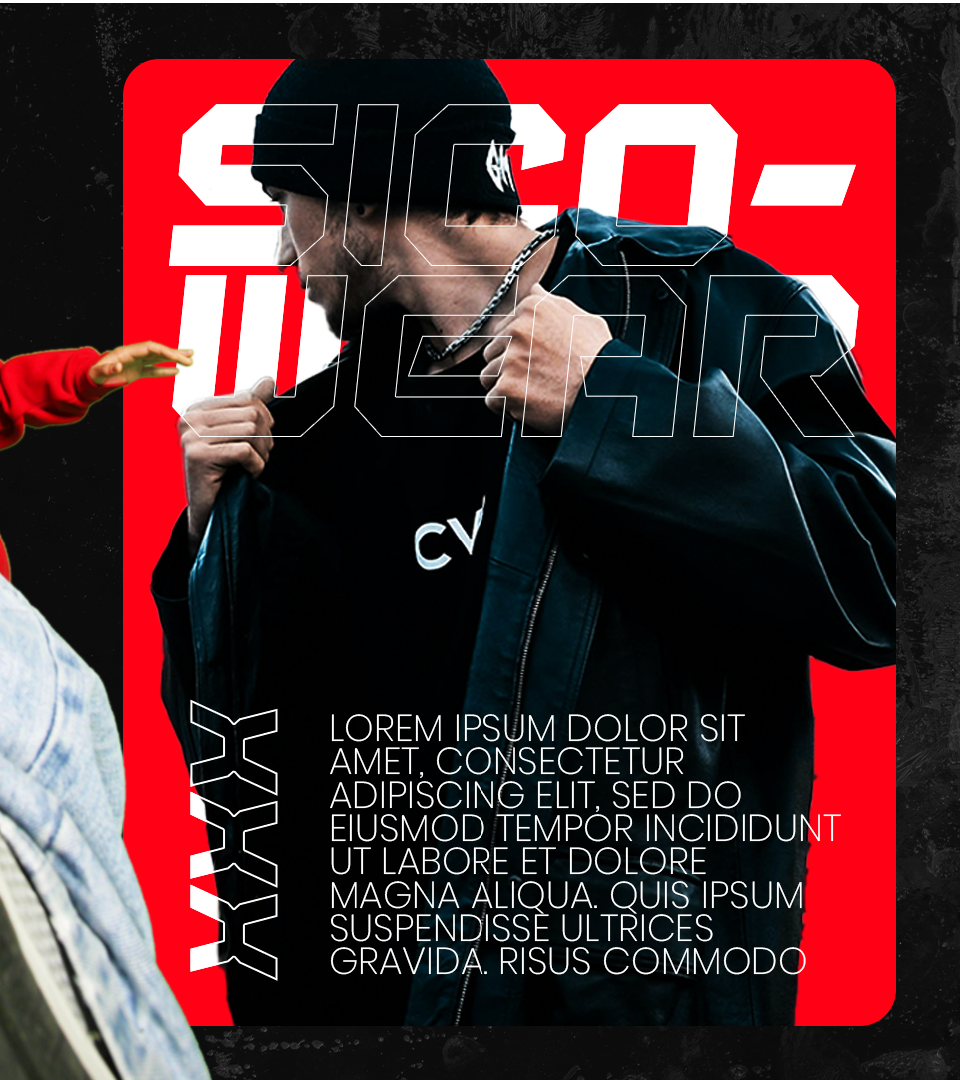 SICO-
WEAR
CV
XXX
LOREM IPSUM DOLOR SIT
AMET, CONSECTETUR
ADIPISCING ELIT, SED DO
EIUSMOD TEMPOR INCIDIDUNT
UT LABORE ET DOLORE
MAGNA ALIQUA. QUIS IPSUM
SUSPENDISSE ULTRICES
GRAVIDA. RISUS COMMODO